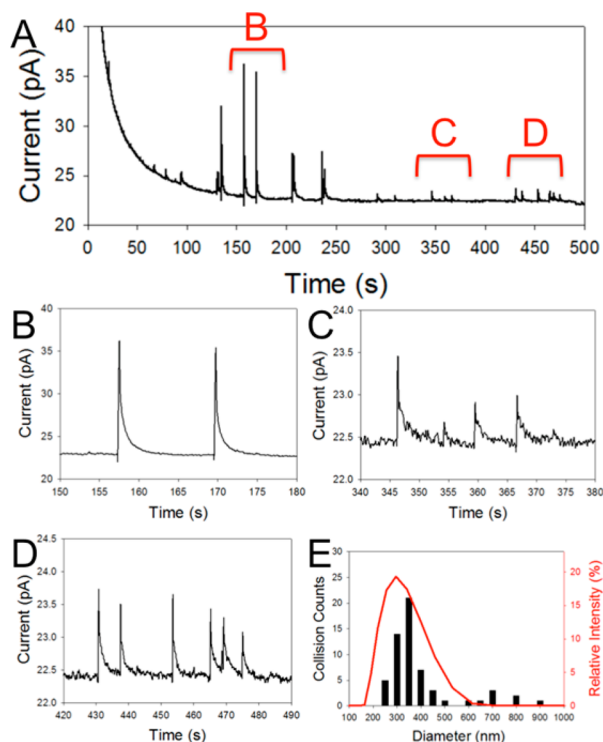 A
B
C
D
Current (pA)
40
35
30
25
20
0 50 100 150 200 250 300 350 400 450 500
Time (s)
B
Current (pA)
40
35
30
25
20
150 155 160 165 170 175 180
Time (s)
C
Current (pA)
24.0
23.5
23.0
22.5
22.0
340 345 350 355 360 365 370 375 380
Time (s)
D
Current (pA)
24.5
24.0
23.5
23.0
22.5
22.0
420 430 440 450 460 470 480 490
Time (s)
E
Collision Counts
30
25
20
15
10
5
0
Relative Intensity (%)
20
15
10
5
0
100 200 300 400 500 600 700 800 900 1000
Diameter (nm)